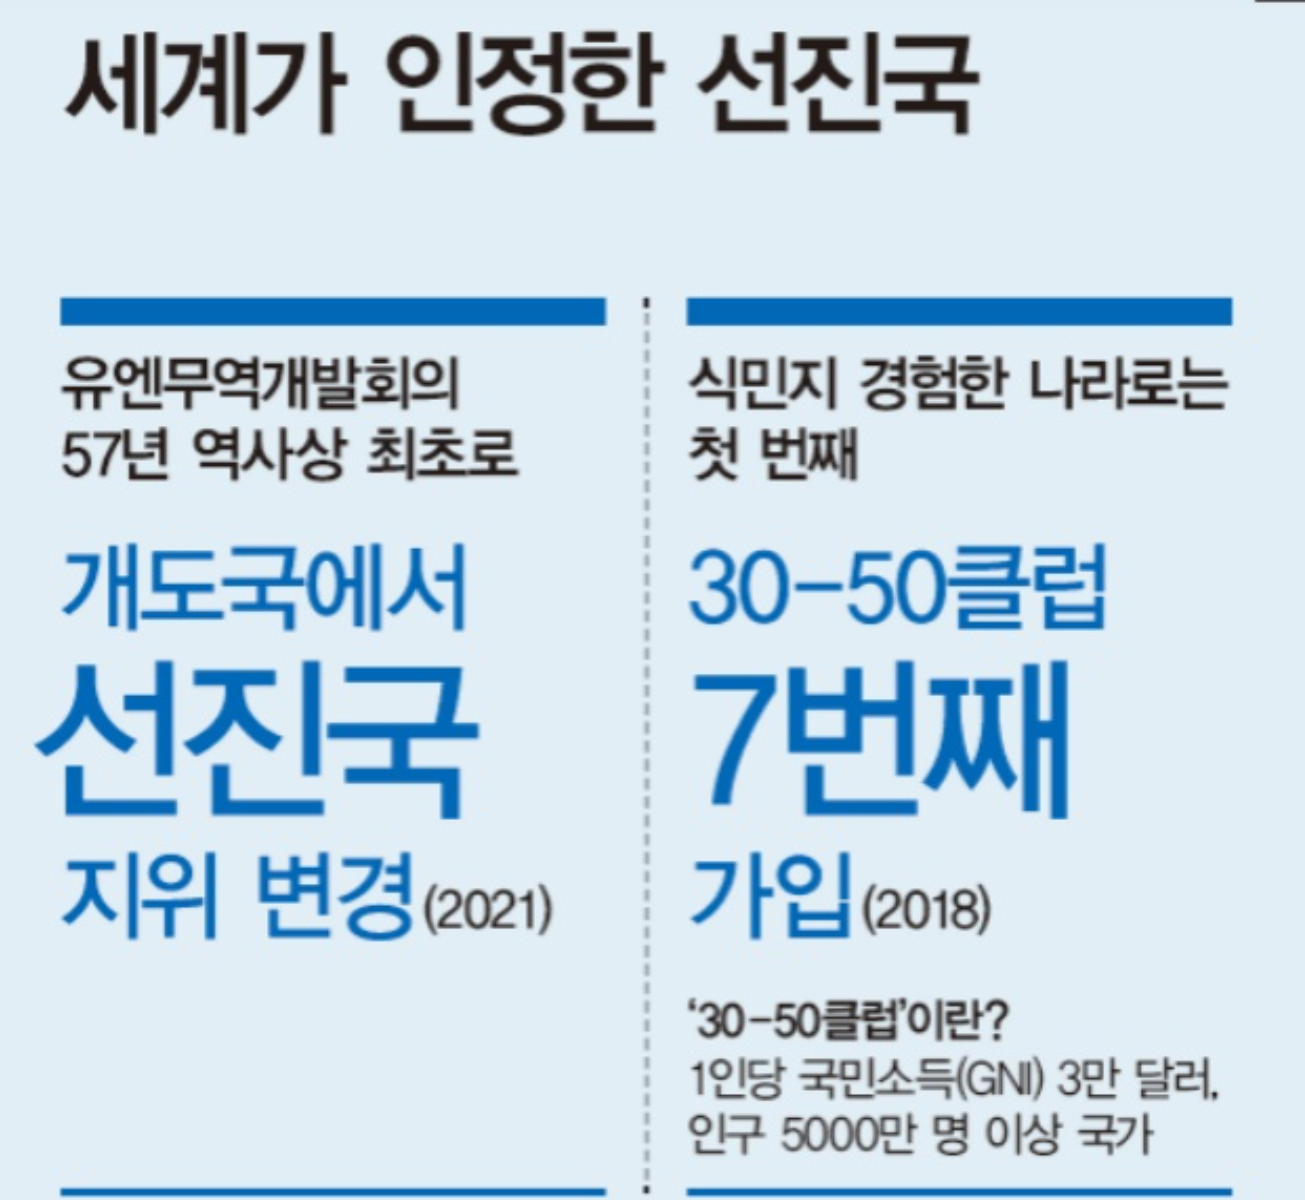 세계가 인정한 선진국
유엔무역개발회의
57년 역사상 최초로
개도국에서
선진국
지위 변경(2021)
식민지 경험한 나라로는
첫 번째
30-50클럽
7번째
가입(2018)
‘30-50클럽’이란?
1인당 국민소득(GNI) 3만 달러,
인구 5000만 명 이상 국가